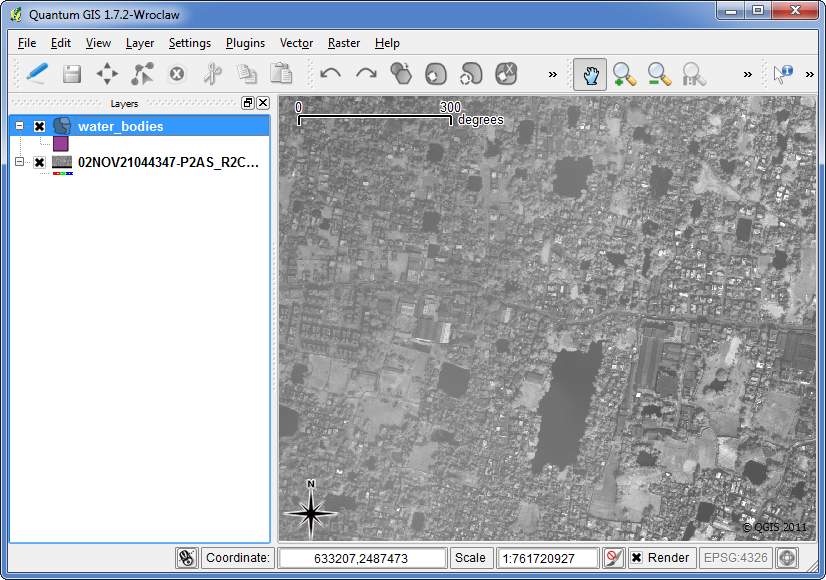 Quantum GIS 1.7.2-Wroclaw
File Edit View Layer Settings Plugins Vector Raster Help
Layers
water_bodies
02NOV21044347-P2AS_R2C...
0 300
degrees
N
© QGIS 2011
Coordinate: 633207,2487473 Scale 1:761720927 Render EPSG:4326